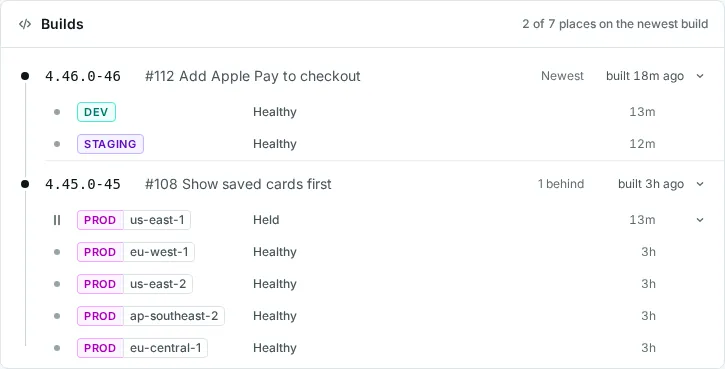 Builds 2 of 7 places on the newest build
4.46.0-46 #112 Add Apple Pay to checkout Newest built 18m ago
DEV Healthy 13m
STAGING Healthy 12m
4.45.0-45 #108 Show saved cards first 1 behind built 3h ago
PROD us-east-1 Held 13m
PROD eu-west-1 Healthy 3h
PROD us-east-2 Healthy 3h
PROD ap-southeast-2 Healthy 3h
PROD eu-central-1 Healthy 3h